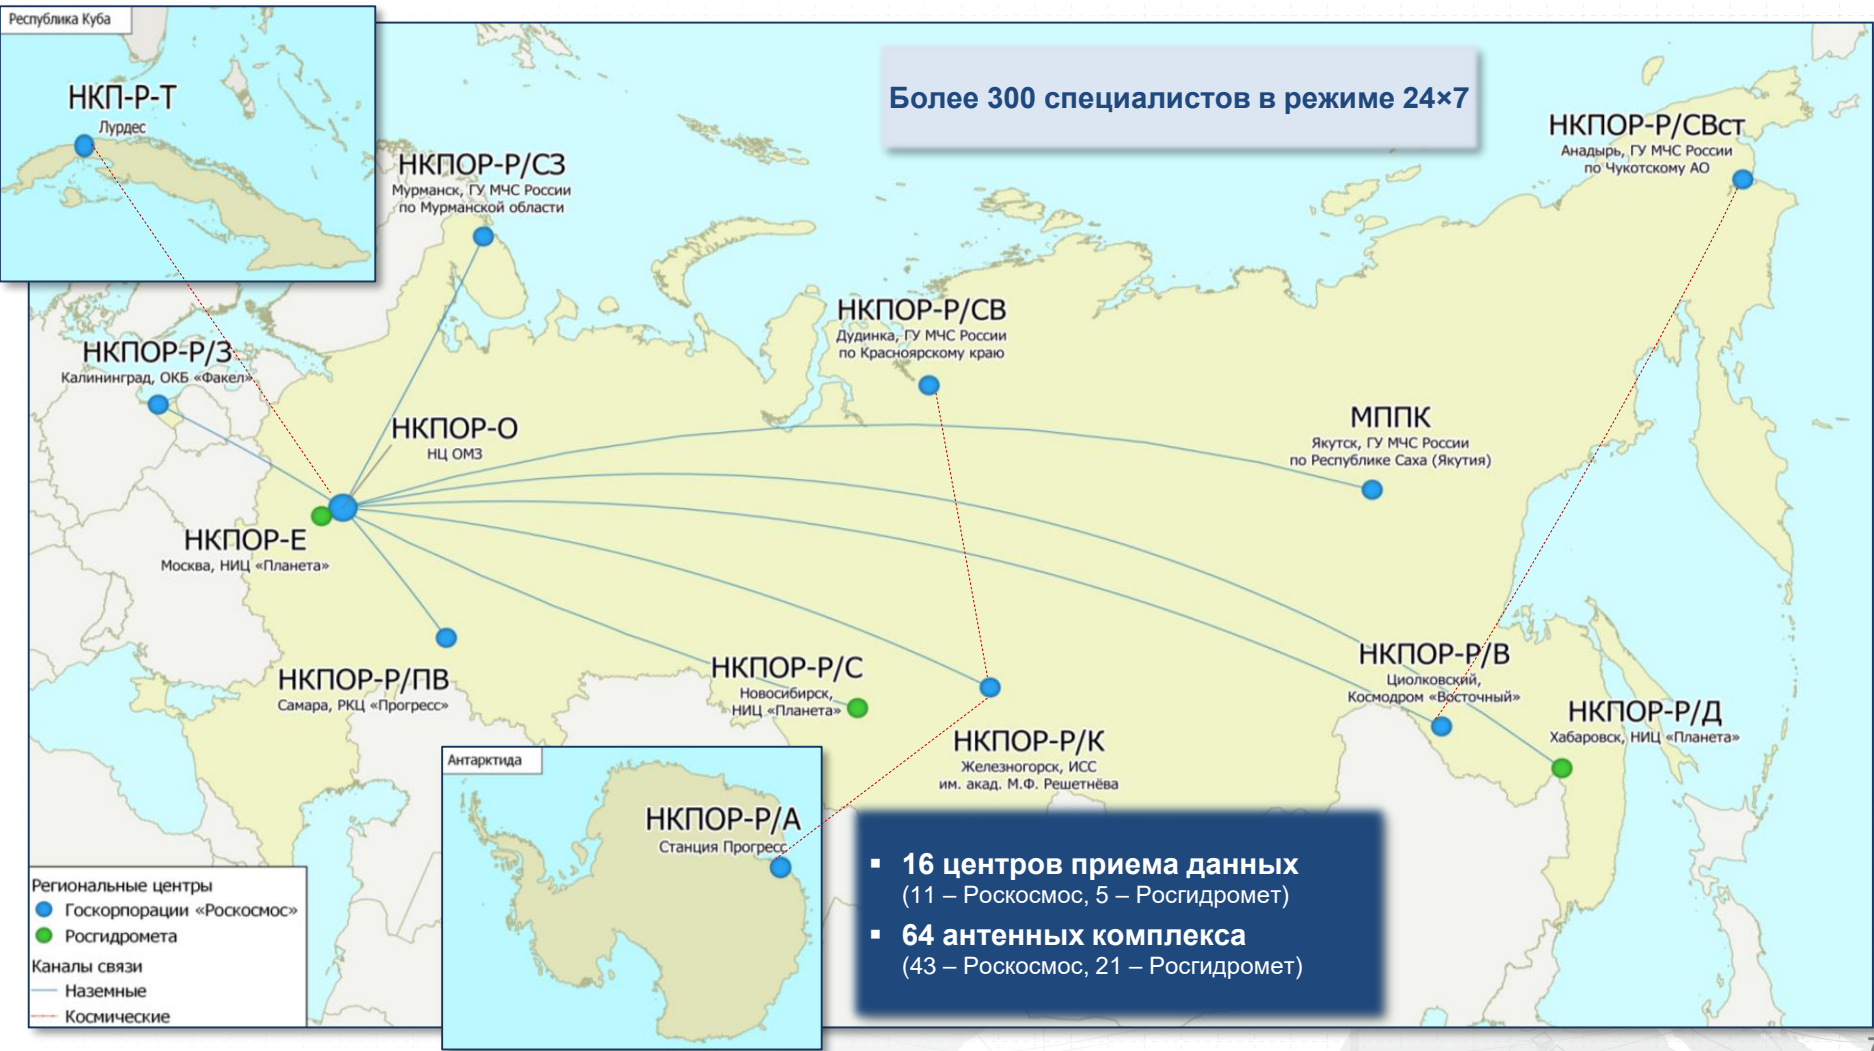 Республика Куба
НКП-Р-Т
Лурдес
Более 300 специалистов в режиме 24×7
НКПОР-Р/СВст
Анадырь, ГУ МЧС России
по Чукотскому АО
НКПОР-Р/СЗ
Мурманск, ГУ МЧС России
по Мурманской области
НКПОР-Р/СВ
Дудинка, ГУ МЧС России
по Красноярскому краю
НКПОР-Р/З
Калининград, ОКБ «Факел»
НКПОР-О
НЦ ОМЗ
МППК
Якутск, ГУ МЧС России
по Республике Саха (Якутия)
НКПОР-Е
Москва, НИЦ «Планета»
НКПОР-Р/ПВ
Самара, РКЦ «Прогресс»
НКПОР-Р/С
Новосибирск,
НИЦ «Планета»
НКПОР-Р/В
Циолковский,
Космодром «Восточный»
НКПОР-Р/Д
Хабаровск, НИЦ «Планета»
НКПОР-Р/К
Железногорск, ИСС
им. акад. М.Ф. Решетнёва
Антарктида
НКПОР-Р/А
Станция Прогресс
▪ 16 центров приема данных
(11 – Роскосмос, 5 – Росгидромет)
▪ 64 антенных комплекса
(43 – Роскосмос, 21 – Росгидромет)
Региональные центры
Госкорпорации «Роскосмос»
Росгидромета
Каналы связи
Наземные
Космические